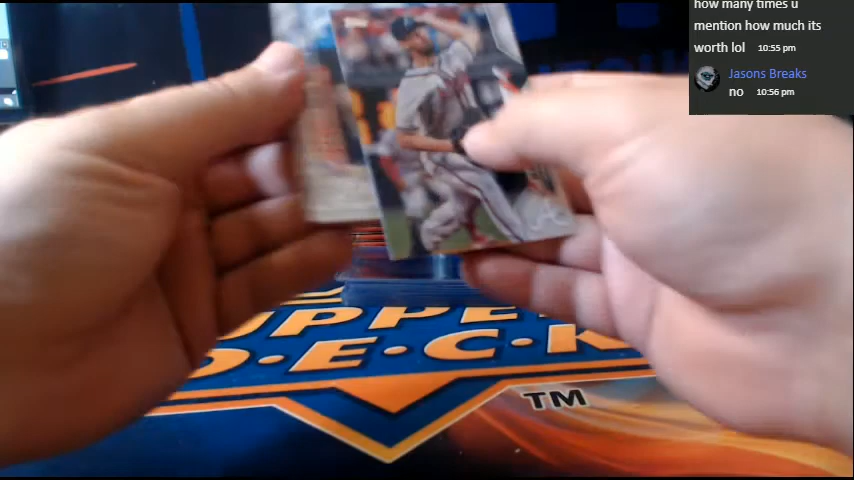 how many times u
mention how much its
worth lol 10:55 pm
Jasons Breaks
no 10:56 pm
UPPE
D·E·C·K
TM